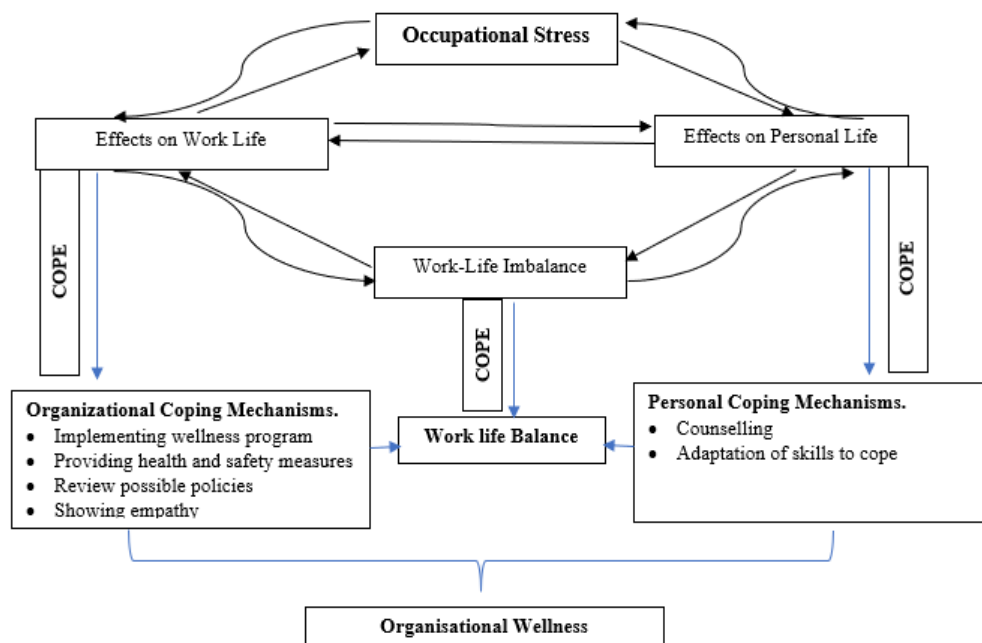 Occupational Stress
Effects on Work Life
Effects on Personal Life
COPE
Work-Life Imbalance
COPE
COPE
Organizational Coping Mechanisms.
• Implementing wellness program
• Providing health and safety measures
• Review possible policies
• Showing empathy
Work life Balance
Personal Coping Mechanisms.
• Counselling
• Adaptation of skills to cope
Organisational Wellness